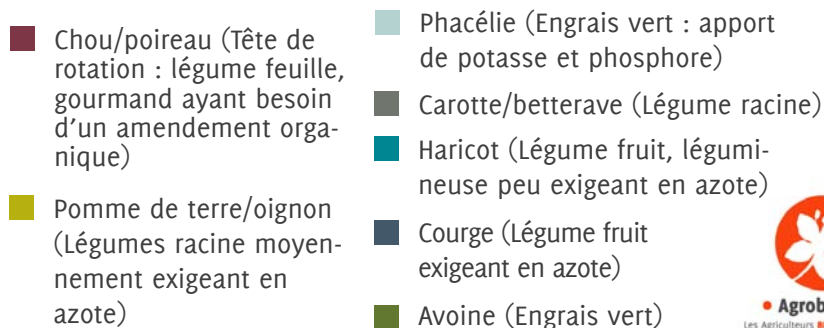 Chou/poireau (Tête de
rotation : légume feuille,
gourmand ayant besoin
d’un amendement orga-
nique)
Pomme de terre/oignon
(Légumes racine moyen-
nement exigeant en
azote)
Phacélie (Engrais vert : apport
de potasse et phosphore)
Carotte/betterave (Légume racine)
Haricot (Légume fruit, légumi-
neuse peu exigeant en azote)
Courge (Légume fruit
exigeant en azote)
Avoine (Engrais vert)
• Agrob
Les Agriculteurs